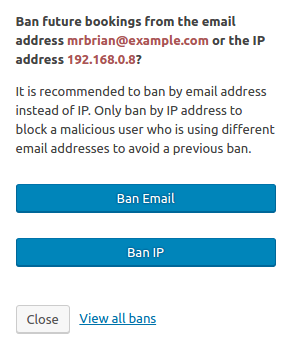 Ban future bookings from the email
address mrbrian@example.com or the IP
address 192.168.0.8?
It is recommended to ban by email address
instead of IP. Only ban by IP address to
block a malicious user who is using different
email addresses to avoid a previous ban.
Ban Email
Ban IP
Close View all bans